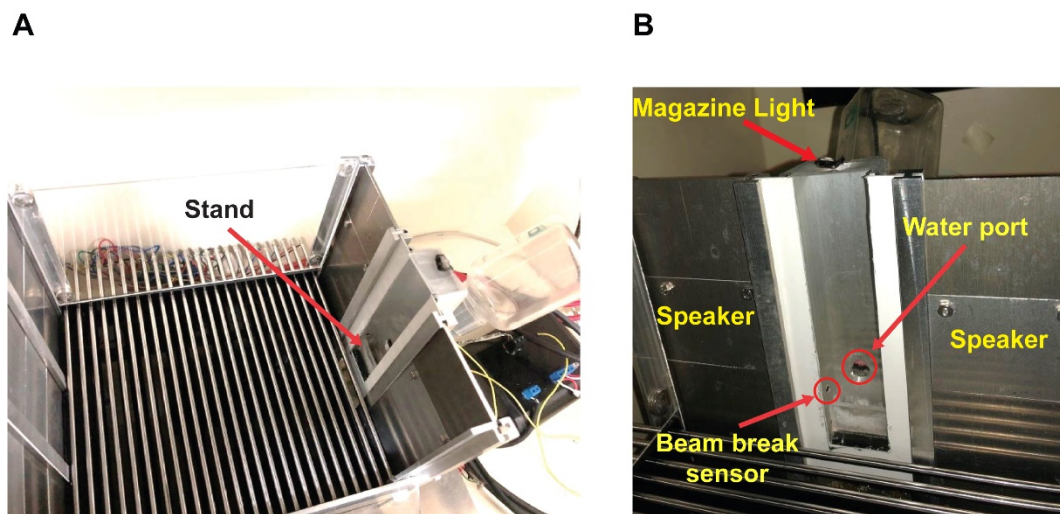 A
B
Stand
Magazine Light
Water port
Speaker
Speaker
Beam break
sensor